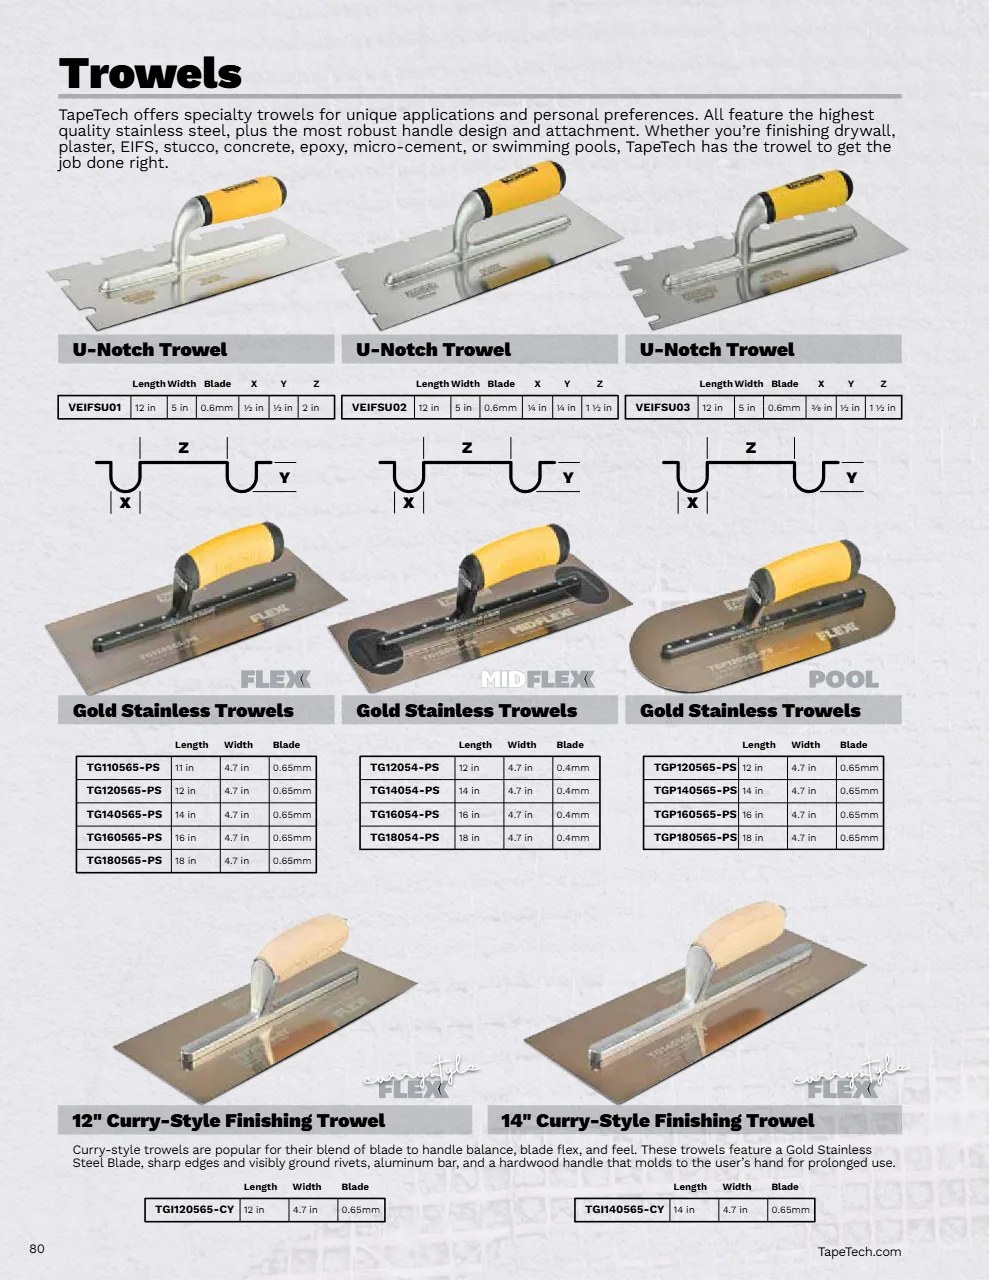 Trowels
TapeTech offers specialty trowels for unique applications and personal preferences. All feature the highest
quality stainless steel, plus the most robust handle design and attachment. Whether you're finishing drywall,
plaster, EIFS, stucco, concrete, epoxy, micro-cement, or swimming pools, TapeTech has the trowel to get the
job done right.
U-Notch Trowel
Length Width Blade X Y Z
VEIFSU01 12 in 5 in 0.6mm ½ in ½ in 2 in
Z
Y
X
U-Notch Trowel
Length Width Blade X Y Z
VEIFSU02 12 in 5 in 0.6mm ¼ in ¼ in 1 ½ in
Z
Y
X
U-Notch Trowel
Length Width Blade X Y Z
VEIFSU03 12 in 5 in 0.6mm ⅜ in ½ in 1 ½ in
Z
Y
X
FLEX
FLEX
Gold Stainless Trowels
Length Width Blade
TG110565-PS 11 in 4.7 in 0.65mm
TG120565-PS 12 in 4.7 in 0.65mm
TG140565-PS 14 in 4.7 in 0.65mm
TG160565-PS 16 in 4.7 in 0.65mm
TG180565-PS 18 in 4.7 in 0.65mm
MIDFLEX
MIDFLEX
Gold Stainless Trowels
Length Width Blade
TG12054-PS 12 in 4.7 in 0.4mm
TG14054-PS 14 in 4.7 in 0.4mm
TG16054-PS 16 in 4.7 in 0.4mm
TG18054-PS 18 in 4.7 in 0.4mm
FLEX
TGP120565-PS
POOL
Gold Stainless Trowels
Length Width Blade
TGP120565-PS 12 in 4.7 in 0.65mm
TGP140565-PS 14 in 4.7 in 0.65mm
TGP160565-PS 16 in 4.7 in 0.65mm
TGP180565-PS 18 in 4.7 in 0.65mm
currystyle
FLEX
12" Curry-Style Finishing Trowel
currystyle
FLEX
14" Curry-Style Finishing Trowel
Curry-style trowels are popular for their blend of blade to handle balance, blade flex, and feel. These trowels feature a Gold Stainless
Steel Blade, sharp edges and visibly ground rivets, aluminum bar, and a hardwood handle that molds to the user's hand for prolonged use.
Length Width Blade
TGI120565-CY 12 in 4.7 in 0.65mm
Length Width Blade
TGI140565-CY 14 in 4.7 in 0.65mm
80
TapeTech.com